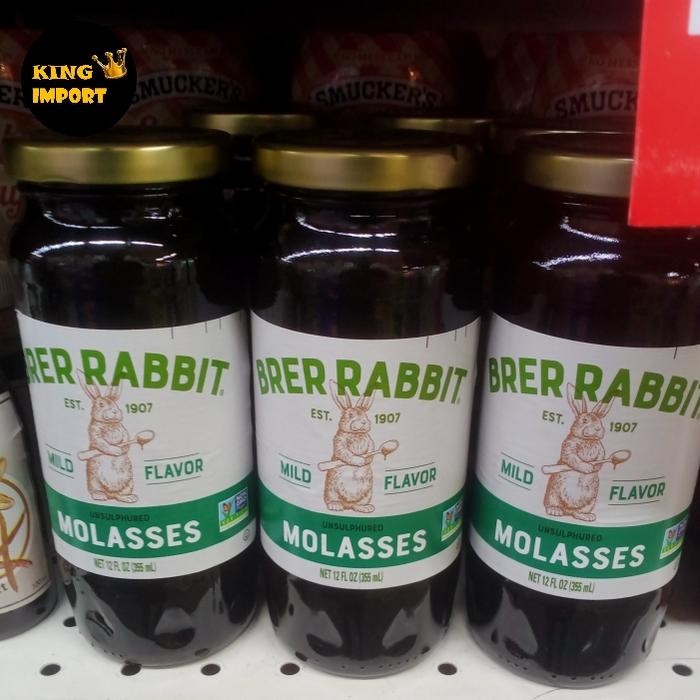 KING
IMPORT
SMUCKER'S
SMUCKER'S
SMUCK
BRER RABBIT
EST. 1907
MILD FLAVOR
UNSULPHURED
MOLASSES
NET 12 FL OZ (355 mL)
BRER RABBIT
EST. 1907
MILD FLAVOR
UNSULPHURED
MOLASSES
NET 12 FL OZ (355 mL)
BRER RABBIT
EST. 1907
MILD FLAVOR
UNSULPHURED
MOLASSES
NET 12 FL OZ (355 mL)